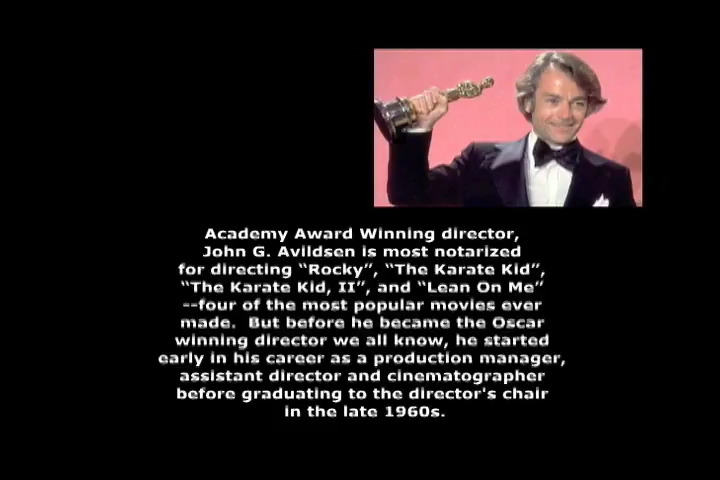 Academy Award Winning director,
John G. Avildsen is most notarized
for directing “Rocky”, “The Karate Kid”,
“The Karate Kid, II”, and “Lean On Me”
--four of the most popular movies ever
made. But before he became the Oscar
winning director we all know, he started
early in his career as a production manager,
assistant director and cinematographer
before graduating to the director's chair
in the late 1960s.